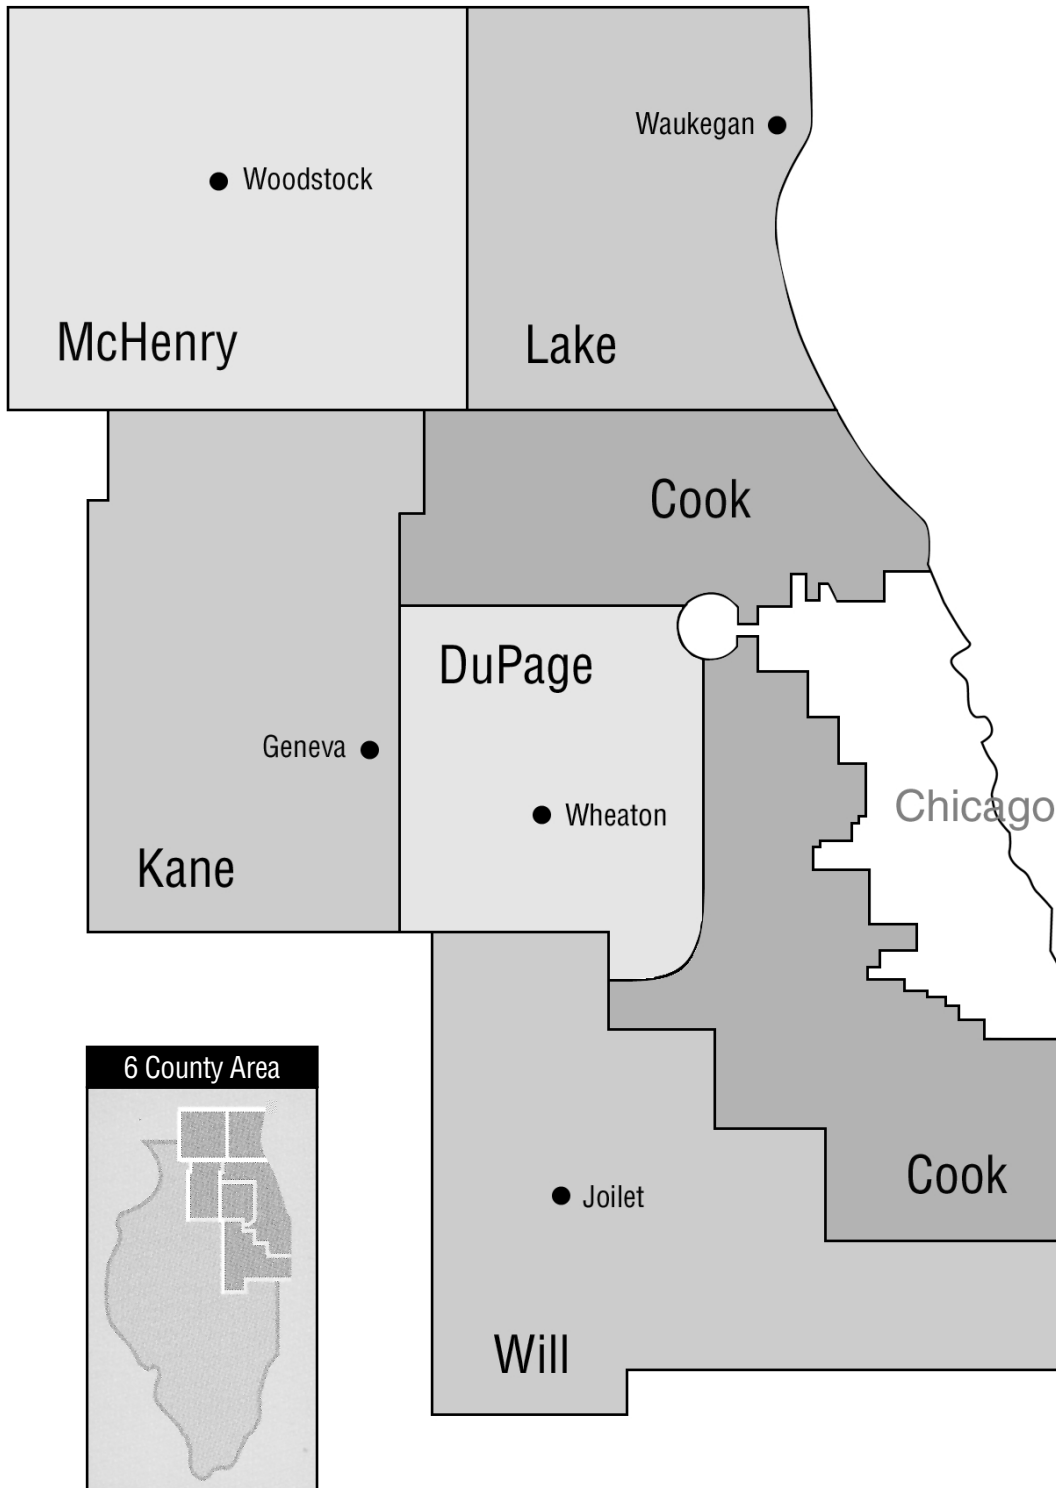 Waukegan
Woodstock
McHenry
Lake
Cook
DuPage
Geneva
Wheaton
Chicago
Kane
6 County Area
Cook
Joilet
Will